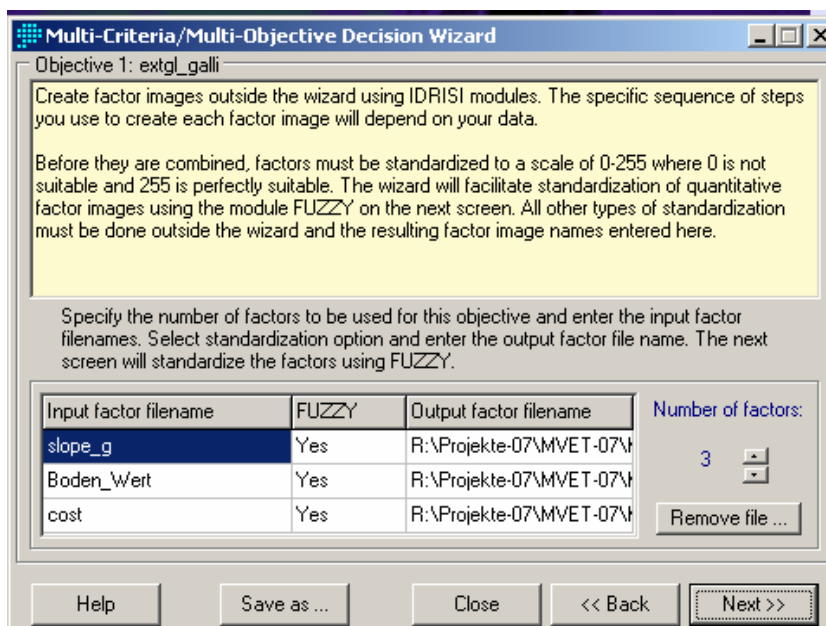 Multi-Criteria/Multi-Objective Decision Wizard
Objective 1: extgl_galli
Create factor images outside the wizard using IDRISI modules. The specific sequence of steps
you use to create each factor image will depend on your data.
Before they are combined, factors must be standardized to a scale of 0-255 where 0 is not
suitable and 255 is perfectly suitable. The wizard will facilitate standardization of quantitative
factor images using the module FUZZY on the next screen. All other types of standardization
must be done outside the wizard and the resulting factor image names entered here.
Specify the number of factors to be used for this objective and enter the input factor
filenames. Select standardization option and enter the output factor file name. The next
screen will standardize the factors using FUZZY.
Input factor filename FUZZY Output factor filename Number of factors:
slope_g Yes R:\Projekte-07\MVET-07\
3
Boden_Wert Yes R:\Projekte-07\MVET-07\
cost Yes R:\Projekte-07\MVET-07\
Remove file ...
Help Save as ... Close << Back Next >>